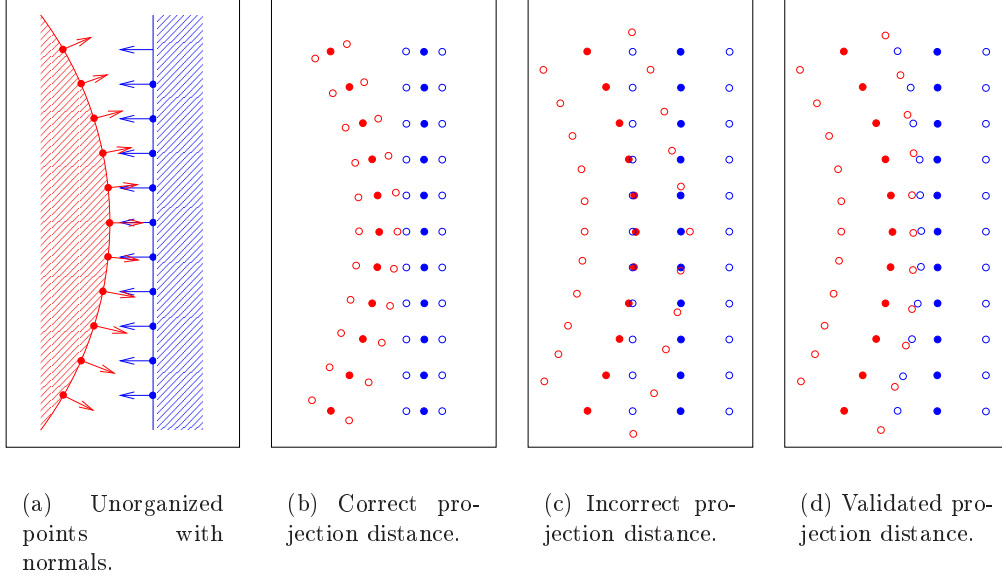 (a) Unorganized
points with
normals.
(b) Correct pro-
jection distance.
(c) Incorrect pro-
jection distance.
(d) Validated pro-
jection distance.